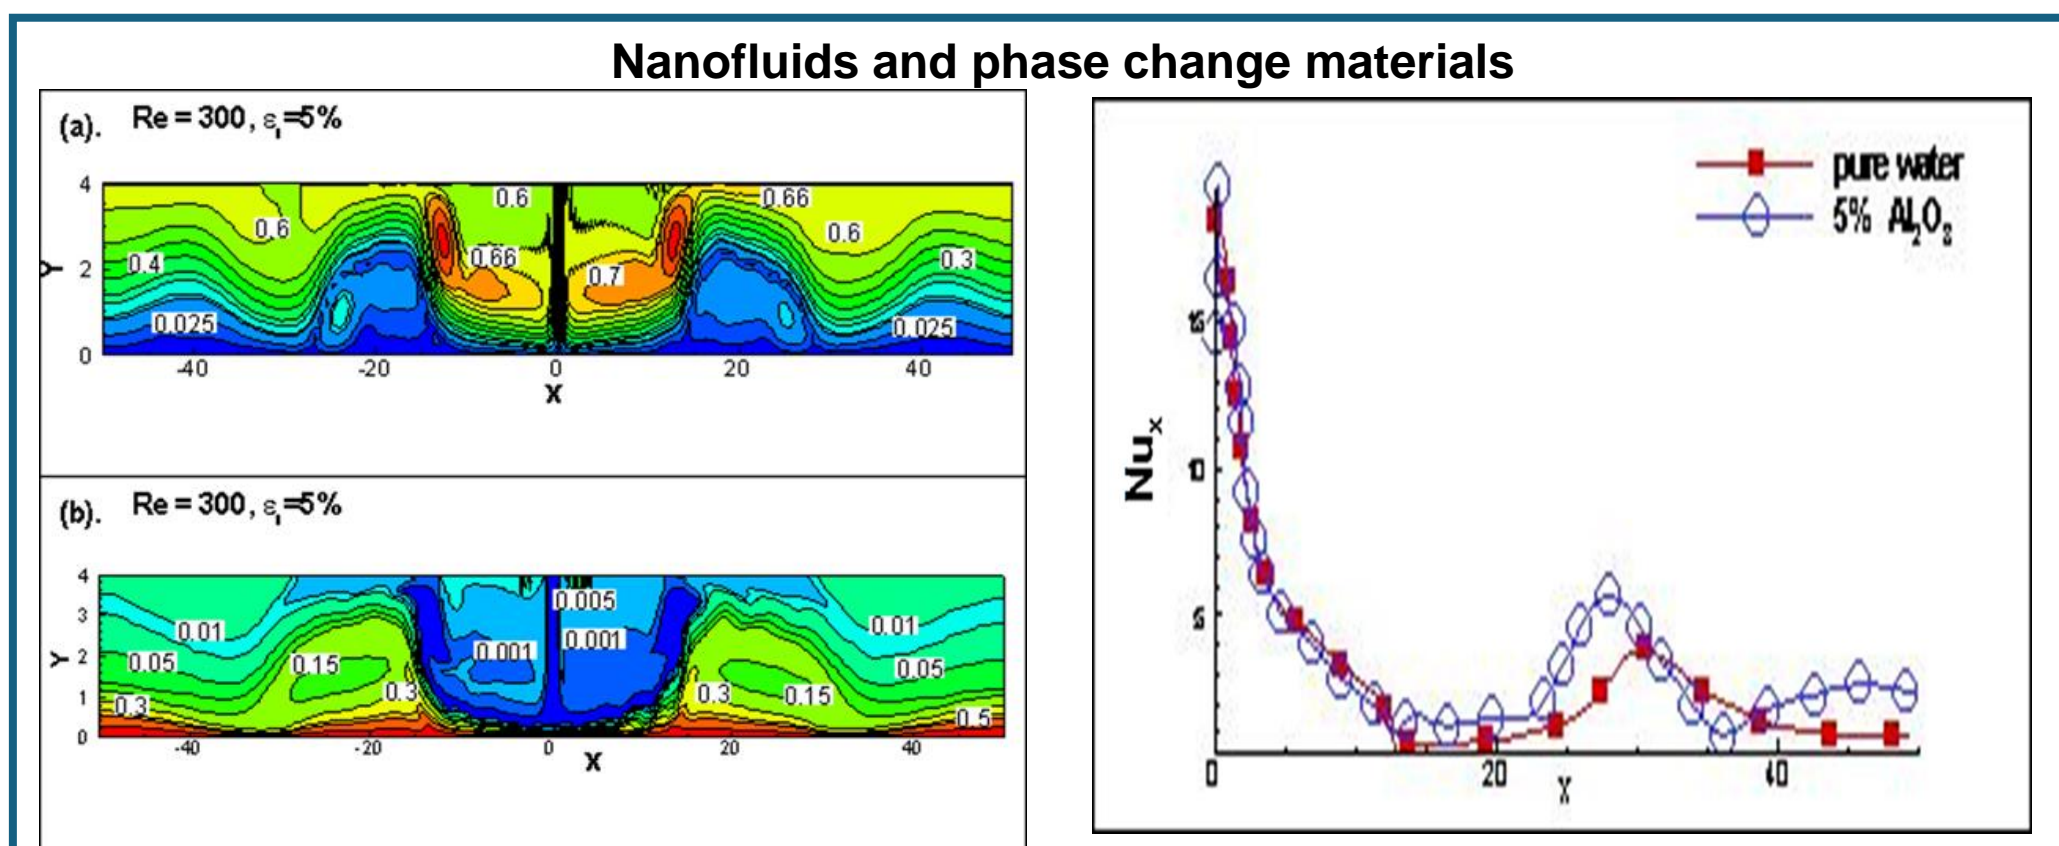 Nanofluids and phase change materials
(a). Re = 300, εᵢ=5%
4
0.6
0.66
0.6
0.6
0.66
Y
2
0.4
0.7
0.3
0.025
0.025
0
-40 -20 0 20 40
X
(b). Re = 300, εᵢ=5%
4
0.005
3
0.01
0.001
0.01
Y
2
0.05
0.15
0.001
0.05
1
0.3
0.3
0.3
0.15
0.5
0
-40 -20 0 20 40
X
pure water
5% Al₂O₃
15
Nuₓ
10
5
0 20 40
X